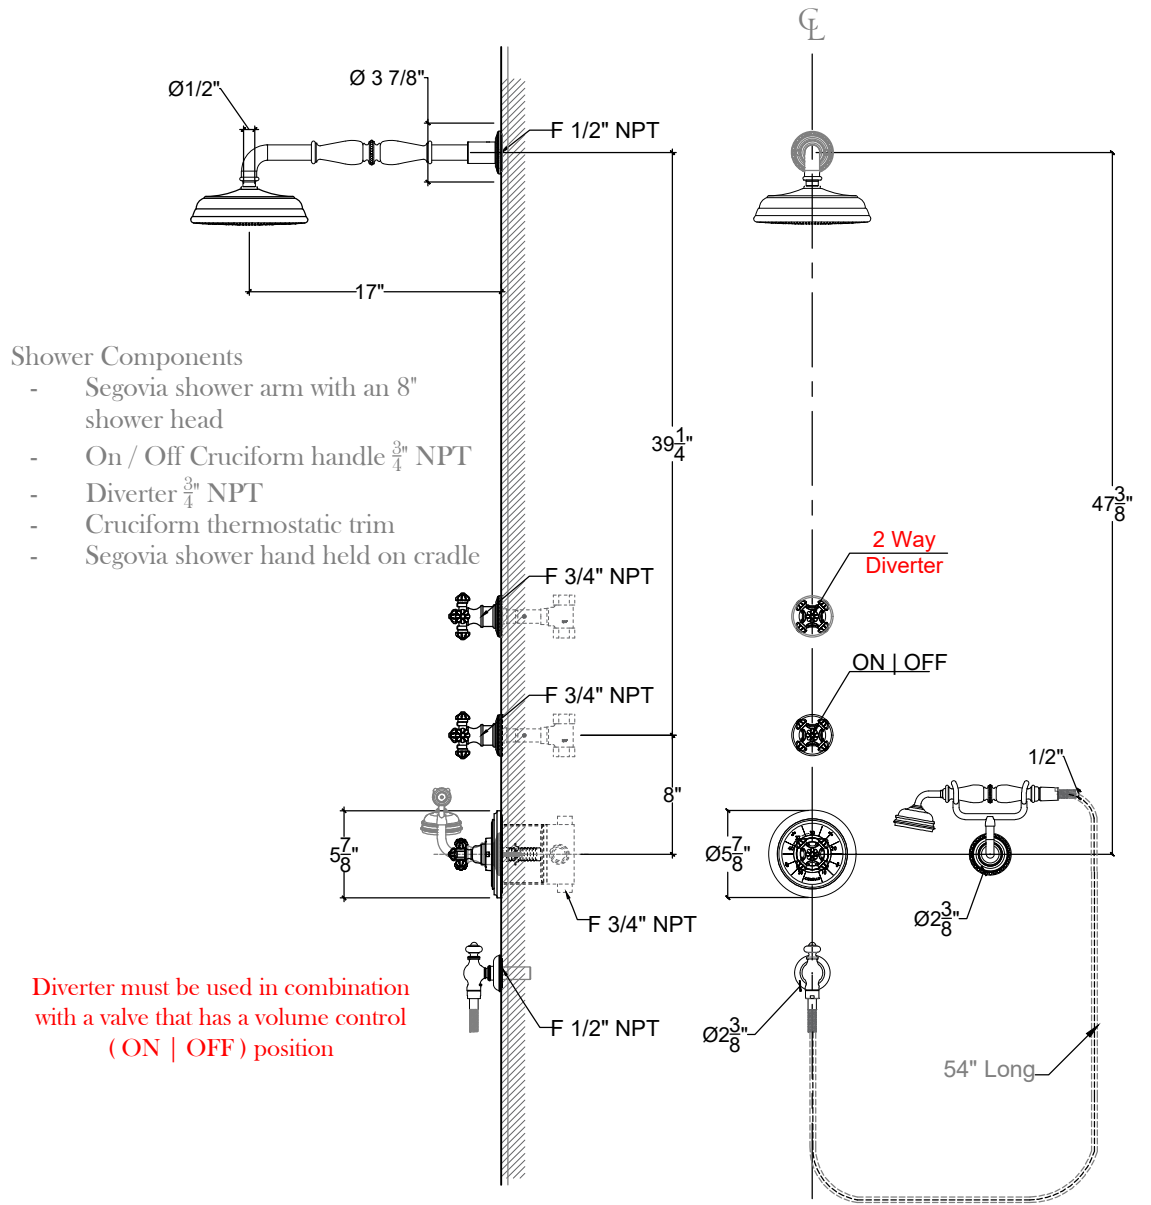 ℄
Ø1/2"
Ø 3 7/8"
F 1/2" NPT
17"
Shower Components
- Segovia shower arm with an 8"
shower head
- On / Off Cruciform handle 3/4" NPT
- Diverter 3/4" NPT
- Cruciform thermostatic trim
- Segovia shower hand held on cradle
39 1/4"
47 3/8"
2 Way
Diverter
F 3/4" NPT
ON | OFF
F 3/4" NPT
1/2"
8"
5 7/8"
Ø5 7/8"
Ø2 3/8"
F 3/4" NPT
Diverter must be used in combination
with a valve that has a volume control
( ON | OFF ) position
F 1/2" NPT
Ø2 3/8"
54" Long